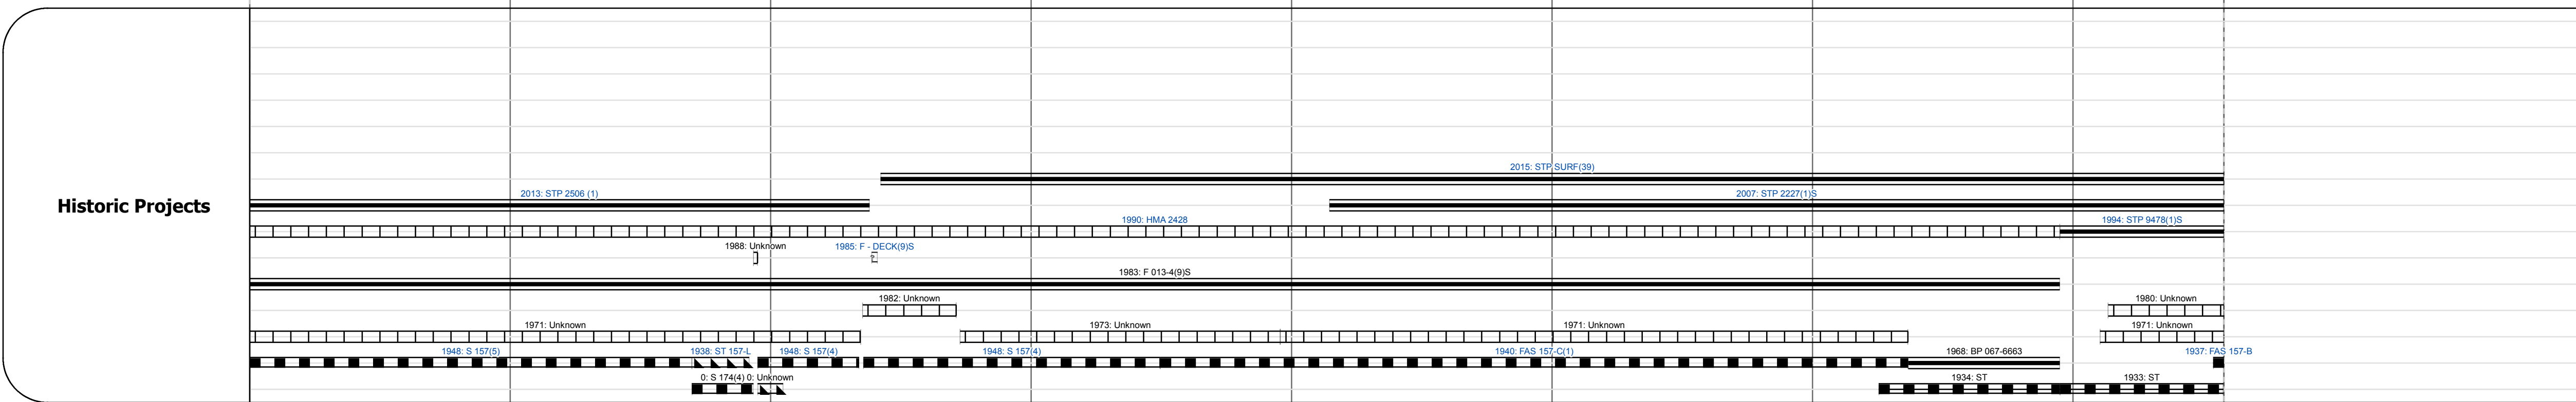 2015: STP SURF(39)
2013: STP 2506 (1)
2007: STP 2227(1)S
Historic Projects
1990: HMA 2428
1994: STP 9478(1)S
1988: Unknown
1985: F - DECK(9)S
1983: F 013-4(9)S
1982: Unknown
1980: Unknown
1971: Unknown
1973: Unknown
1971: Unknown
1971: Unknown
1948: S 157(5)
1938: ST 157-L
1948: S 157(4)
1948: S 157(4)
1940: FAS 157-C(1)
1968: BP 067-6663
1937: FAS 157-B
0: S 174(4)
0: Unknown
1934: ST
1933: ST